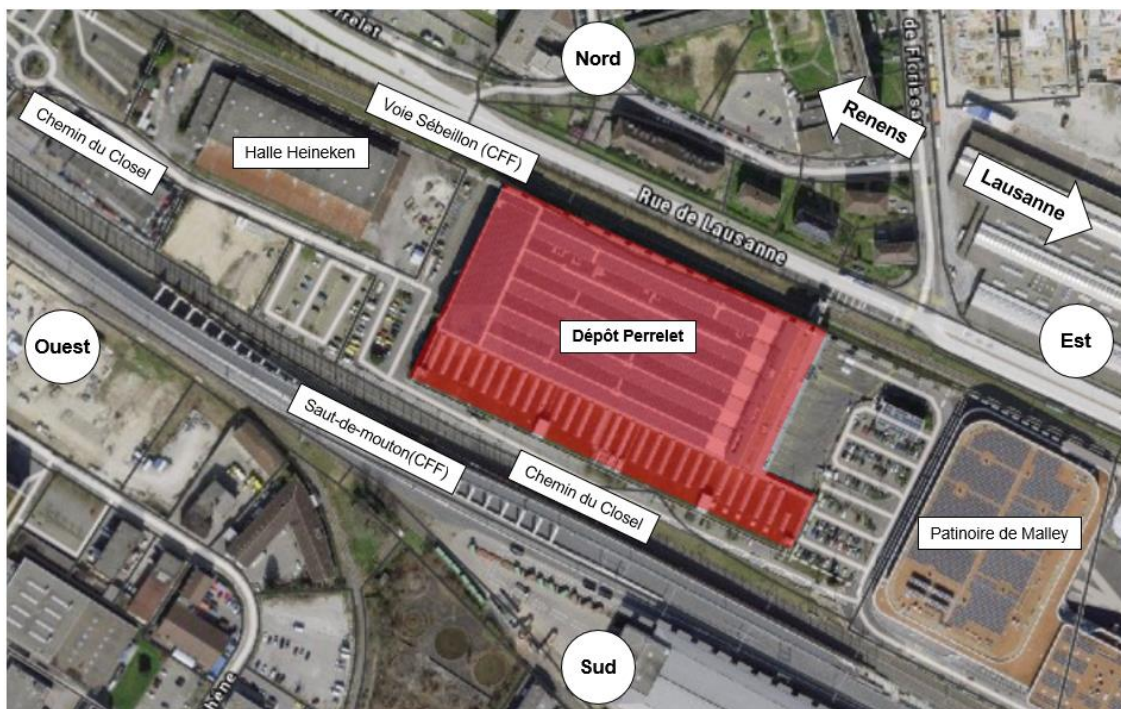 Perrelet
Nord
de Floriss
Chemin du Closel
Halle Heineken
Voie Sébeillon (CFF)
Renens
Lausanne
Rue de Lausanne
Ouest
Dépôt Perrelet
Est
Saut-de-mouton(CFF)
Chemin du Closel
Patinoire de Malley
Sud